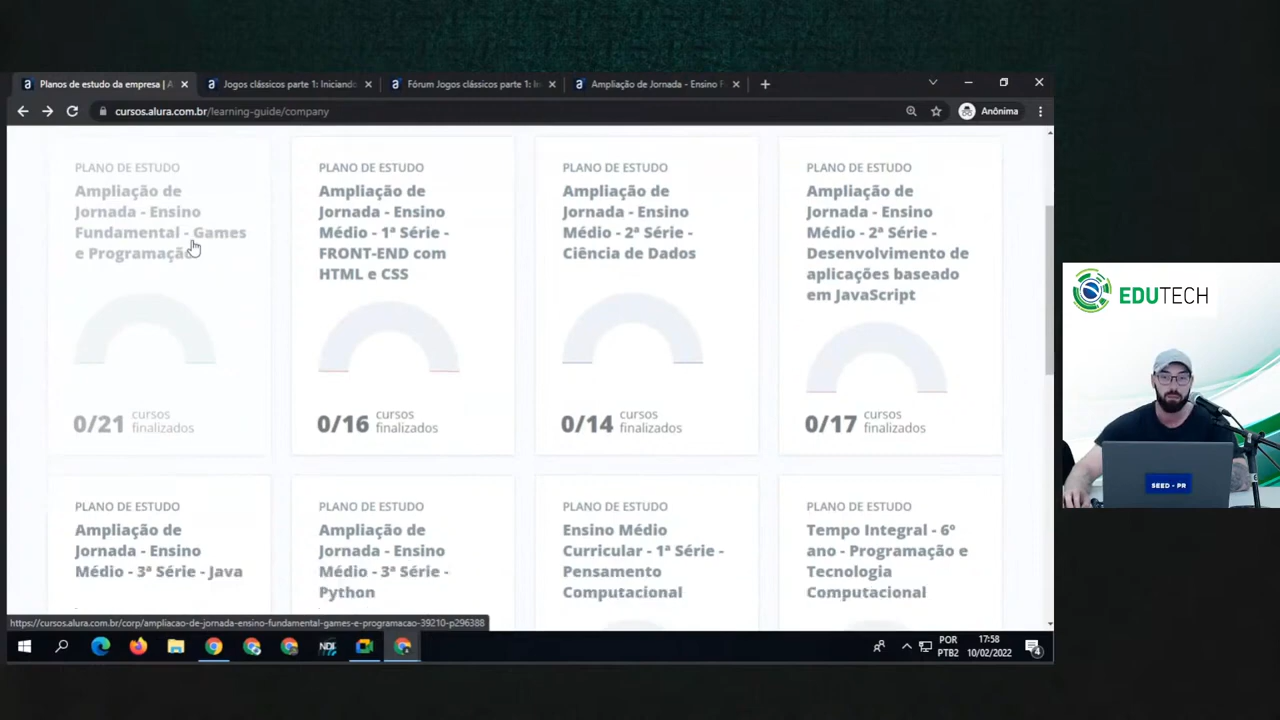 Planos de estudo da empresa | A
Jogos clássicos parte 1: Iniciand
Fórum Jogos clássicos parte 1: In
Ampliação de Jornada - Ensino F
cursos.alura.com.br/learning-guide/company
Anônima
PLANO DE ESTUDO
Ampliação de
Jornada - Ensino
Fundamental - Games
e Programação
0/21 cursos
finalizados
PLANO DE ESTUDO
Ampliação de
Jornada - Ensino
Médio - 1ª Série -
FRONT-END com
HTML e CSS
0/16 cursos
finalizados
PLANO DE ESTUDO
Ampliação de
Jornada - Ensino
Médio - 2ª Série -
Ciência de Dados
0/14 cursos
finalizados
PLANO DE ESTUDO
Ampliação de
Jornada - Ensino
Médio - 2ª Série -
Desenvolvimento de
aplicações baseado
em JavaScript
0/17 cursos
finalizados
PLANO DE ESTUDO
Ampliação de
Jornada - Ensino
Médio - 3ª Série - Java
PLANO DE ESTUDO
Ampliação de
Jornada - Ensino
Médio - 3ª Série -
Python
PLANO DE ESTUDO
Ensino Médio
Curricular - 1ª Série -
Pensamento
Computacional
PLANO DE ESTUDO
Tempo Integral - 6º
ano - Programação e
Tecnologia
Computacional
https://cursos.alura.com.br/corp/ampliacao-de-jornada-ensino-fundamental-games-e-programacao-39210-p296388
NDI
POR
PTB2
17:58
10/02/2022
4
EDUTECH
SEED - PR